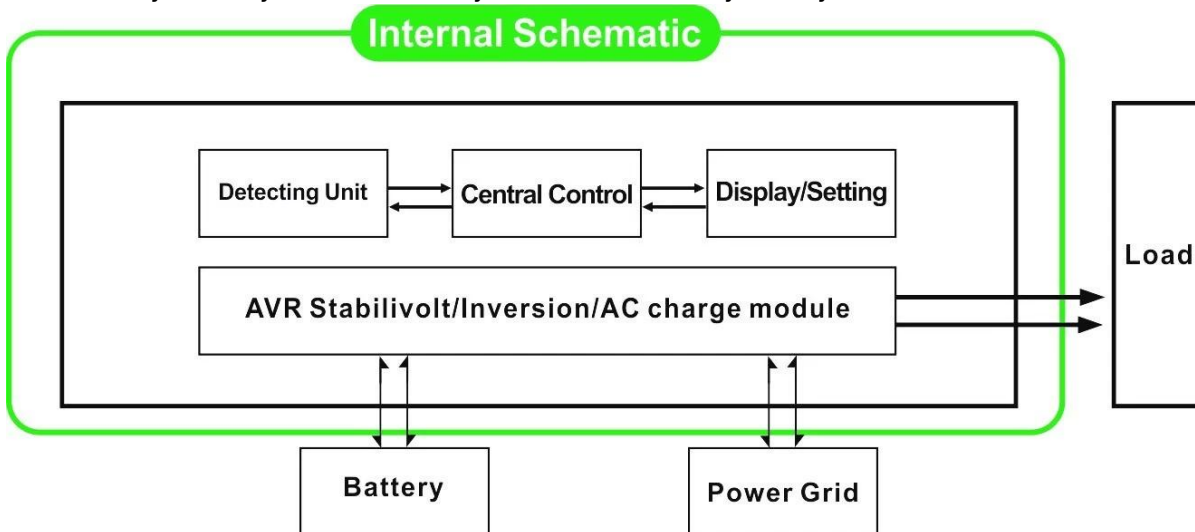 Internal Schematic
Detecting Unit
Central Control
Display/Setting
AVR Stabilivolt/Inversion/AC charge module
Load
Battery
Power Grid